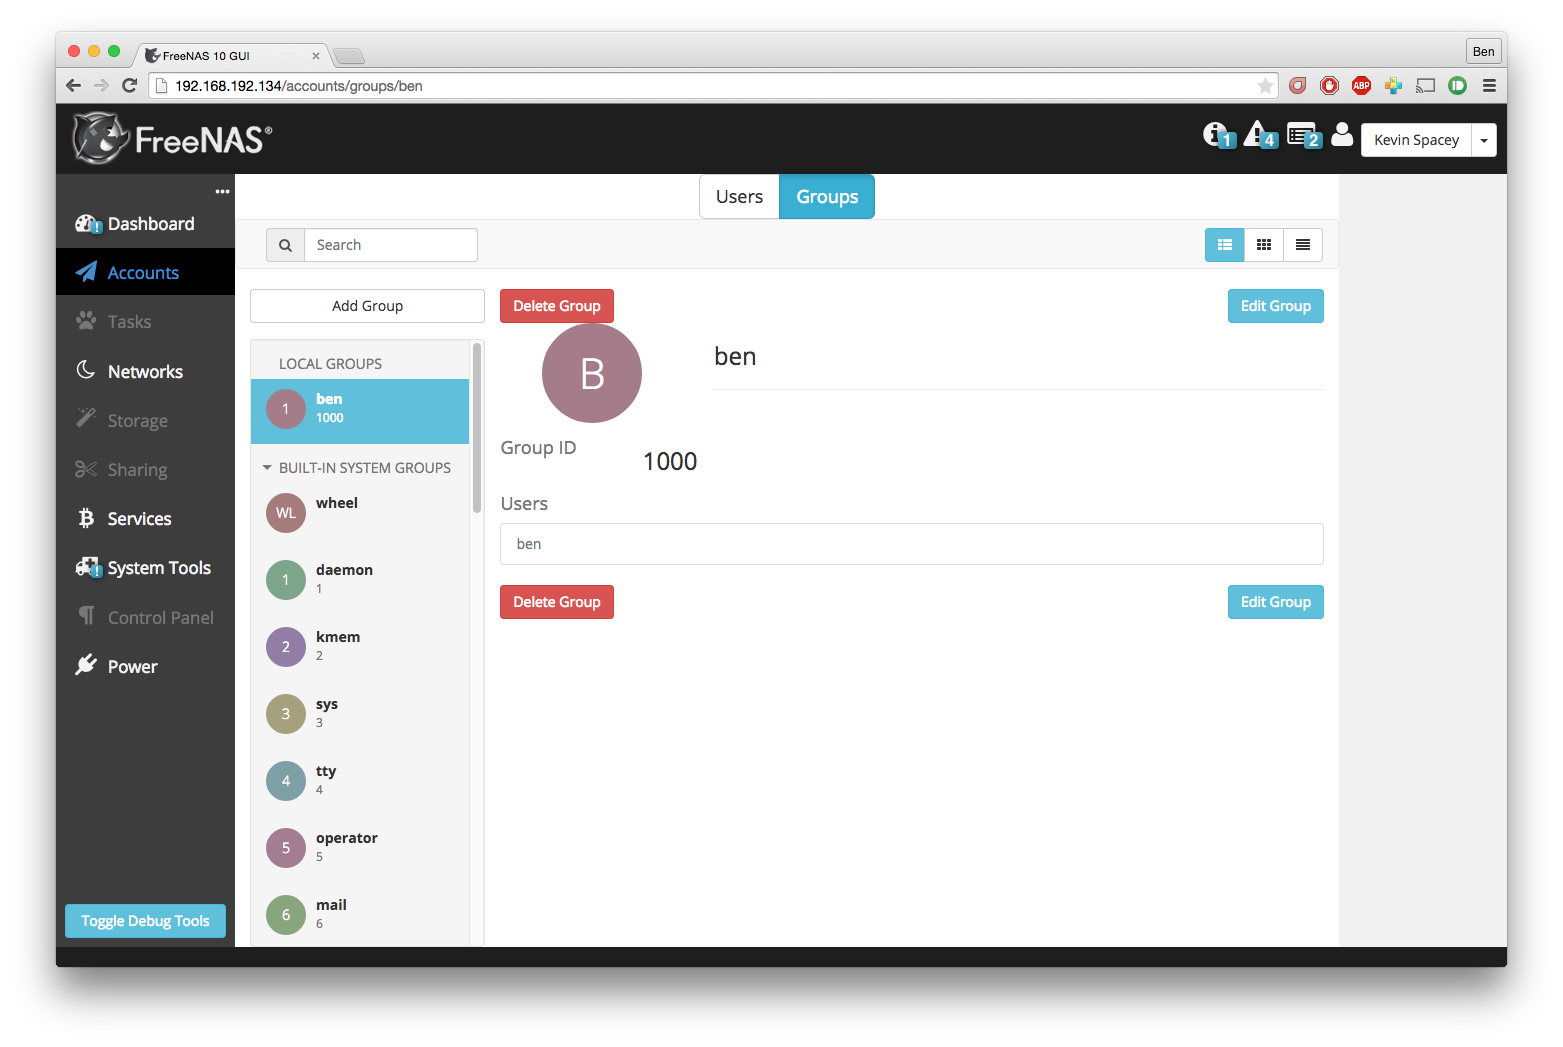 FreeNAS 10 GUI
Ben
192.168.192.134/accounts/groups/ben
ABP
FreeNAS®
1
4
2
Kevin Spacey
Dashboard
Accounts
Tasks
Networks
Storage
Sharing
Services
System Tools
Control Panel
Power
Toggle Debug Tools
Users
Groups
Search
Add Group
LOCAL GROUPS
1
ben
1000
BUILT-IN SYSTEM GROUPS
WL
wheel
1
daemon
1
2
kmem
2
3
sys
3
4
tty
4
5
operator
5
6
mail
6
Delete Group
Edit Group
B
ben
Group ID
1000
Users
ben
Delete Group
Edit Group